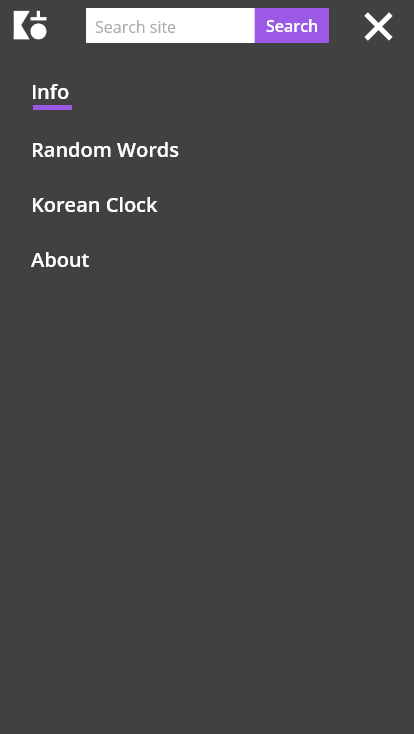 Search site
Search
Info
Random Words
Korean Clock
About